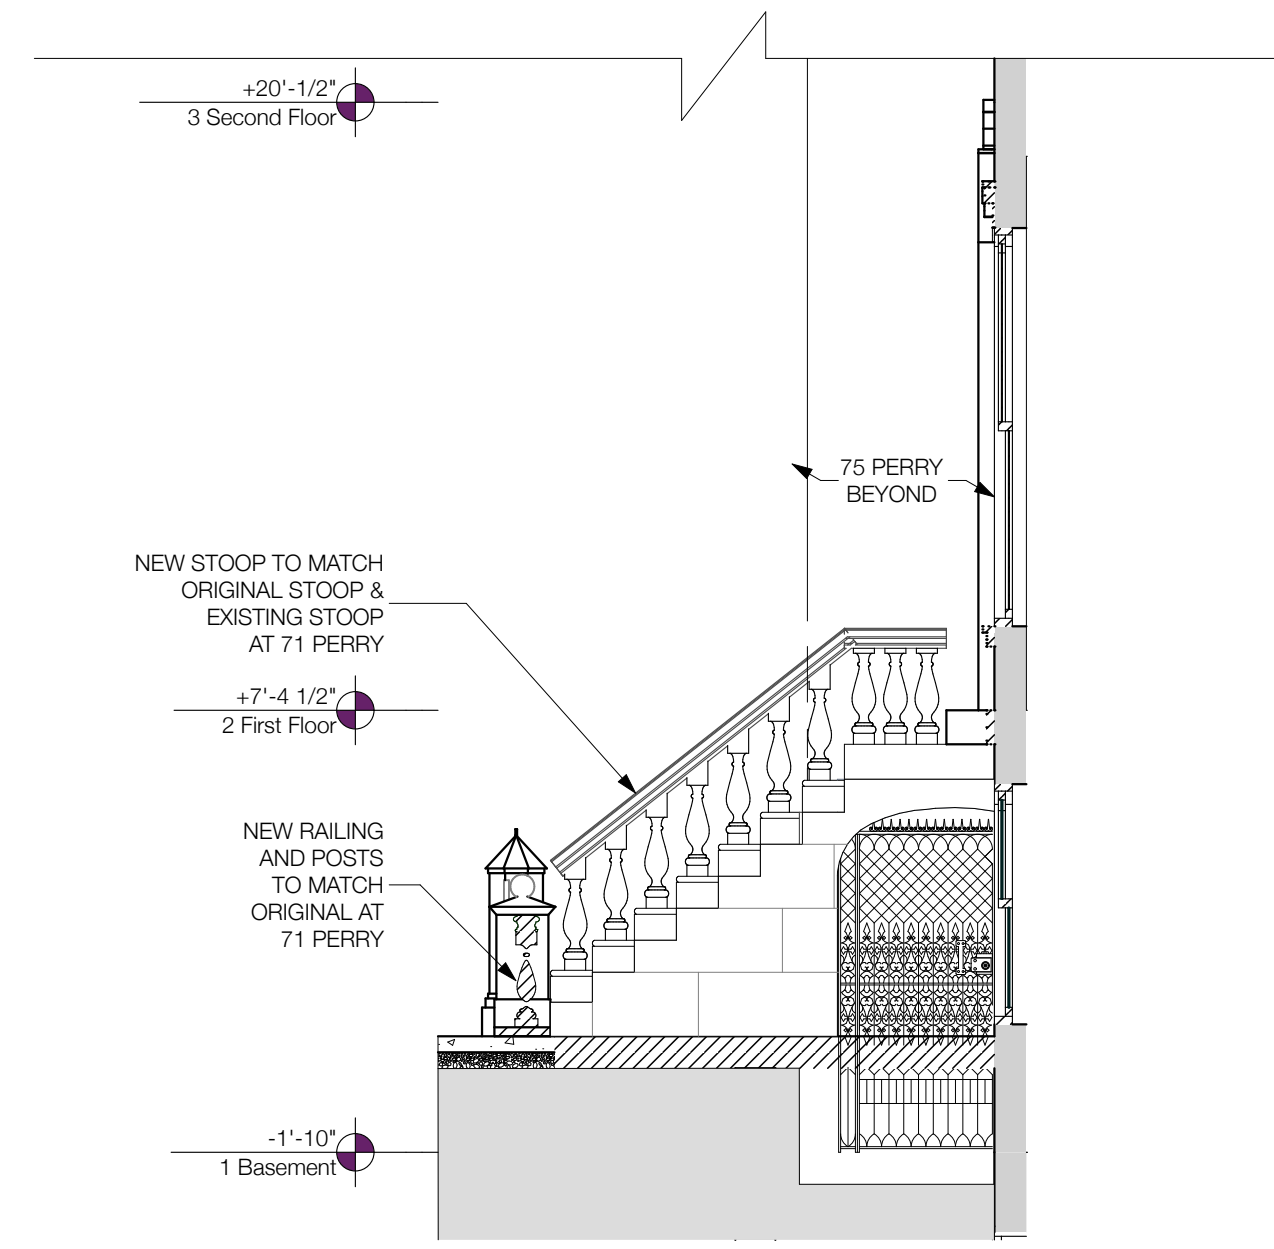 +20'-1/2"
3 Second Floor
75 PERRY
BEYOND
NEW STOOP TO MATCH
ORIGINAL STOOP &
EXISTING STOOP
AT 71 PERRY
+7'-4 1/2"
2 First Floor
NEW RAILING
AND POSTS
TO MATCH
ORIGINAL AT
71 PERRY
-1'-10"
1 Basement